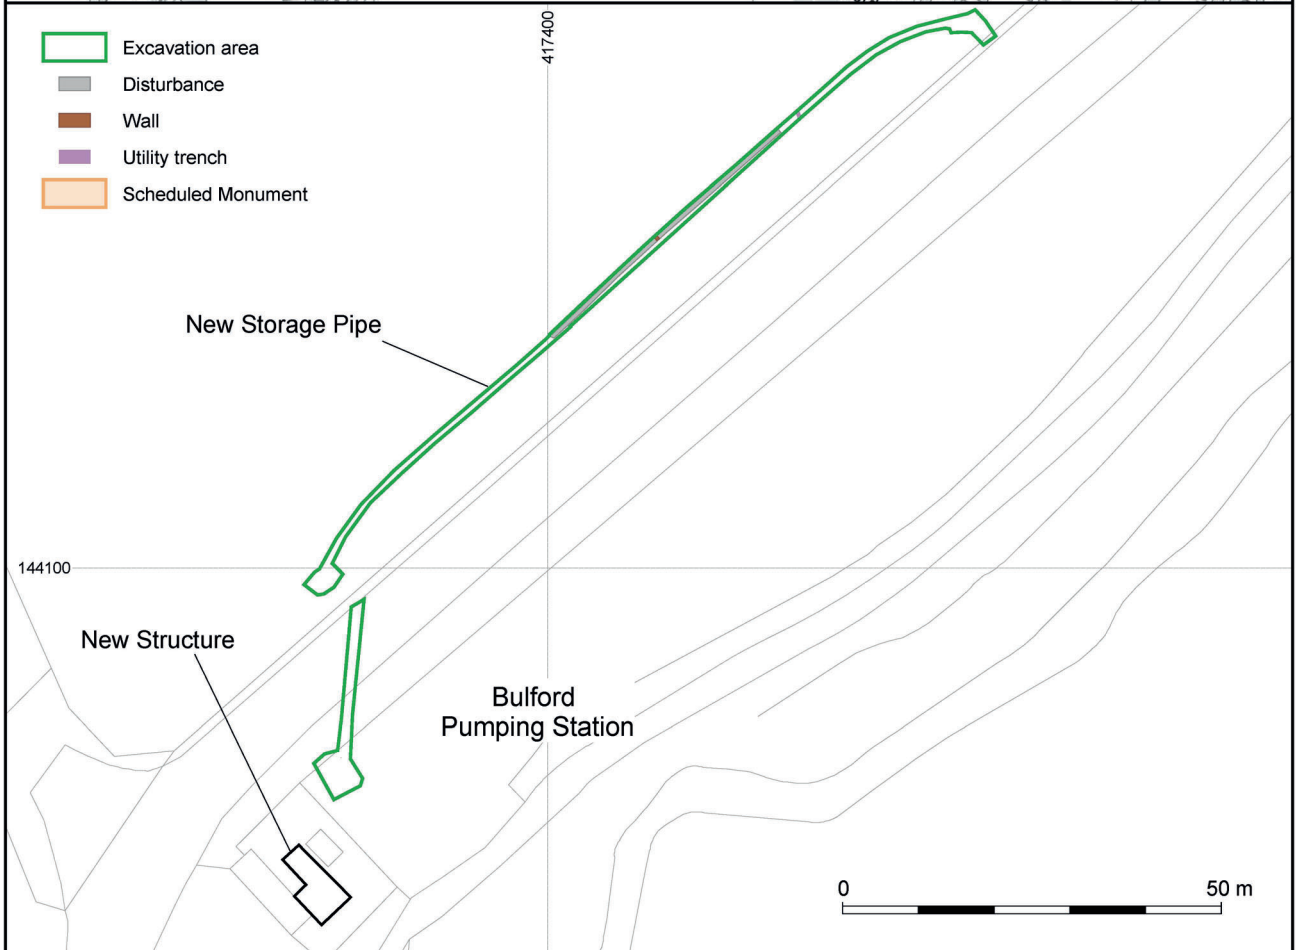 Excavation area
Disturbance
Wall
Utility trench
Scheduled Monument
417400
New Storage Pipe
144100
New Structure
Bulford
Pumping Station
0
50 m